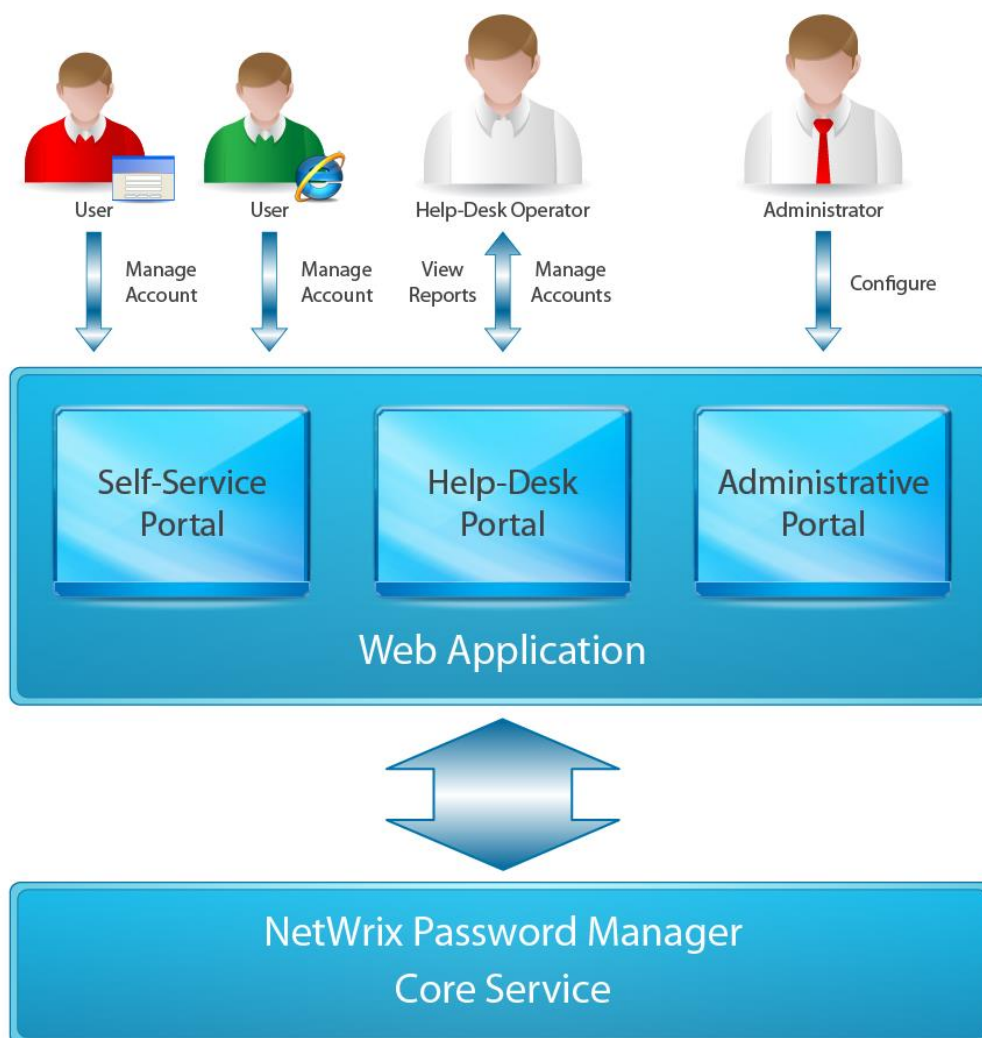 User
User
Help-Desk Operator
Administrator
Manage
Account
Manage
Account
View
Reports
Manage
Accounts
Configure
Self-Service
Portal
Help-Desk
Portal
Administrative
Portal
Web Application
NetWrix Password Manager
Core Service